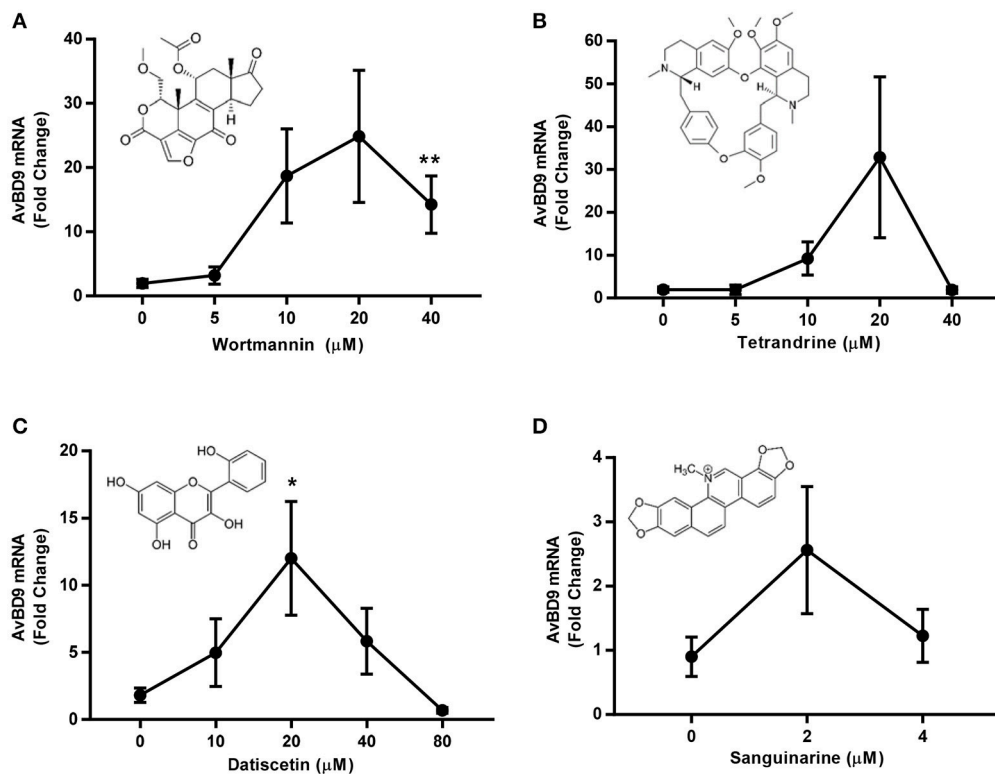 A
AvBD9 mRNA
(Fold Change)
40
30
20
10
0
**
0 5 10 20 40
Wortmannin (μM)
O
O
O
O
O
O
O
O
H
B
AvBD9 mRNA
(Fold Change)
60
50
40
30
20
10
0
0 5 10 20 40
Tetrandrine (μM)
O
O
O
N
H
O
H
N
O
O
C
AvBD9 mRNA
(Fold Change)
20
15
10
5
0
*
0 10 20 40 80
Datiscetin (μM)
HO
HO
O
OH
OH
O
D
AvBD9 mRNA
(Fold Change)
4
3
2
1
0
0 2 4
Sanguinarine (μM)
H₃C
N+
O
O
O
O